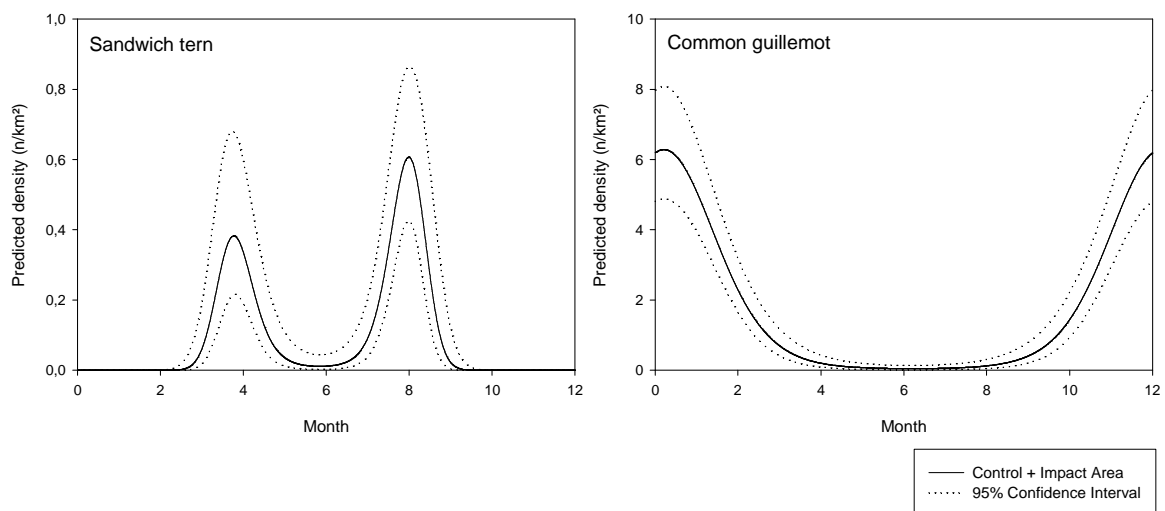 Sandwich tern
Predicted density (n/km²)
1,0
0,8
0,6
0,4
0,2
0,0
0 2 4 6 8 10 12
Month
Common guillemot
Predicted density (n/km²)
10
8
6
4
2
0
0 2 4 6 8 10 12
Month
Control + Impact Area
95% Confidence Interval